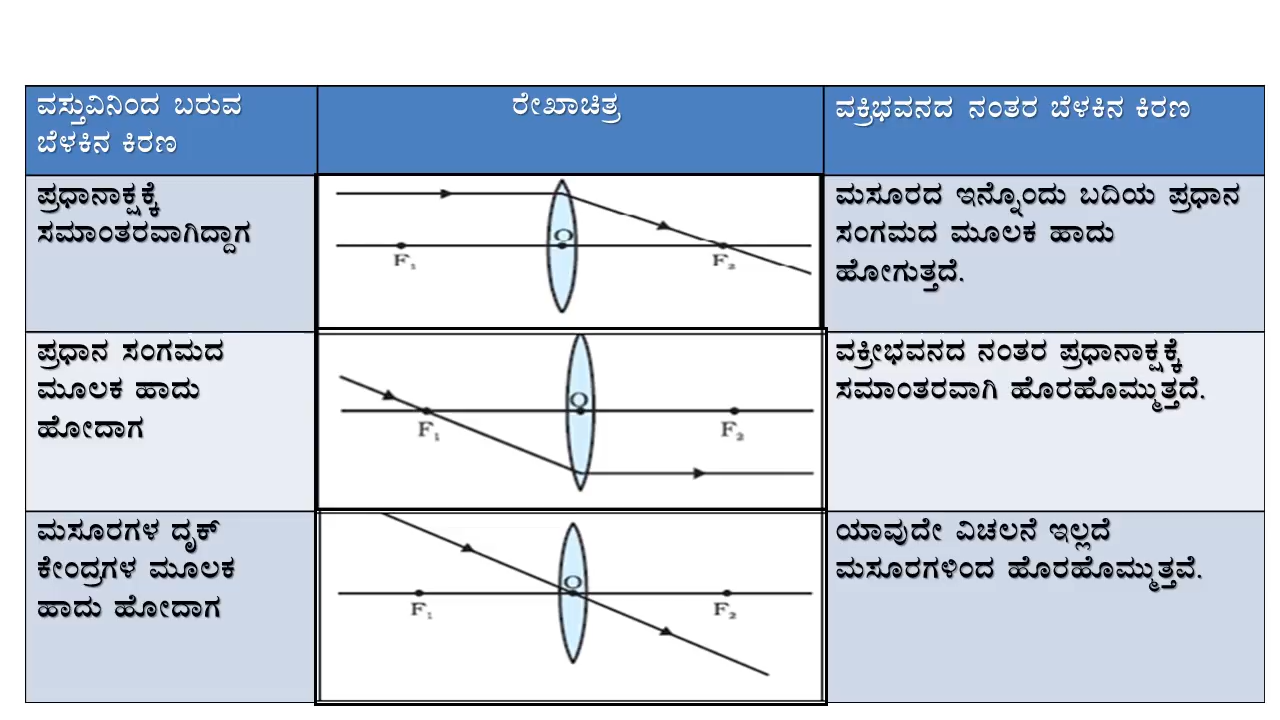 ವಸ್ತುವಿನಿಂದ ಬರುವ
ಬೆಳಕಿನ ಕಿರಣ
ರೇಖಾಚಿತ್ರ
ವಕ್ರಿಭವನದ ನಂತರ ಬೆಳಕಿನ ಕಿರಣ
ಪ್ರಧಾನಾಕ್ಷಕ್ಕೆ
ಸಮಾಂತರವಾಗಿದ್ದಾಗ
O
F₁
F₂
ಮಸೂರದ ಇನ್ನೊಂದು ಬದಿಯ ಪ್ರಧಾನ
ಸಂಗಮದ ಮೂಲಕ ಹಾದು
ಹೋಗುತ್ತದೆ.
ಪ್ರಧಾನ ಸಂಗಮದ
ಮೂಲಕ ಹಾದು
ಹೋದಾಗ
O
F₁
F₂
ವಕ್ರೀಭವನದ ನಂತರ ಪ್ರಧಾನಾಕ್ಷಕ್ಕೆ
ಸಮಾಂತರವಾಗಿ ಹೊರಹೊಮ್ಮುತ್ತದೆ.
ಮಸೂರಗಳ ದೃಕ್
ಕೇಂದ್ರಗಳ ಮೂಲಕ
ಹಾದು ಹೋದಾಗ
O
F₁
F₂
ಯಾವುದೇ ವಿಚಲನೆ ಇಲ್ಲದೆ
ಮಸೂರಗಳಿಂದ ಹೊರಹೊಮ್ಮುತ್ತವೆ.